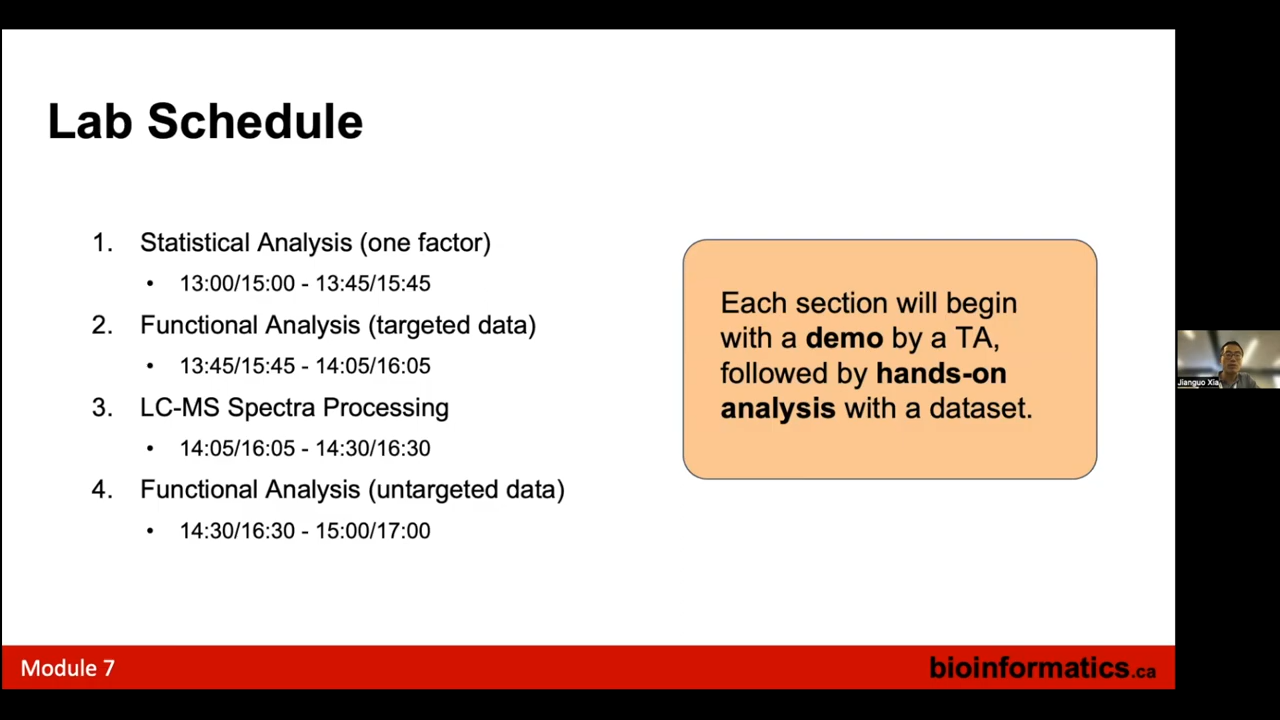 Lab Schedule
1. Statistical Analysis (one factor)
• 13:00/15:00 - 13:45/15:45
2. Functional Analysis (targeted data)
• 13:45/15:45 - 14:05/16:05
3. LC-MS Spectra Processing
• 14:05/16:05 - 14:30/16:30
4. Functional Analysis (untargeted data)
• 14:30/16:30 - 15:00/17:00
Each section will begin
with a demo by a TA,
followed by hands-on
analysis with a dataset.
Jianguo Xia
Module 7
bioinformatics.ca